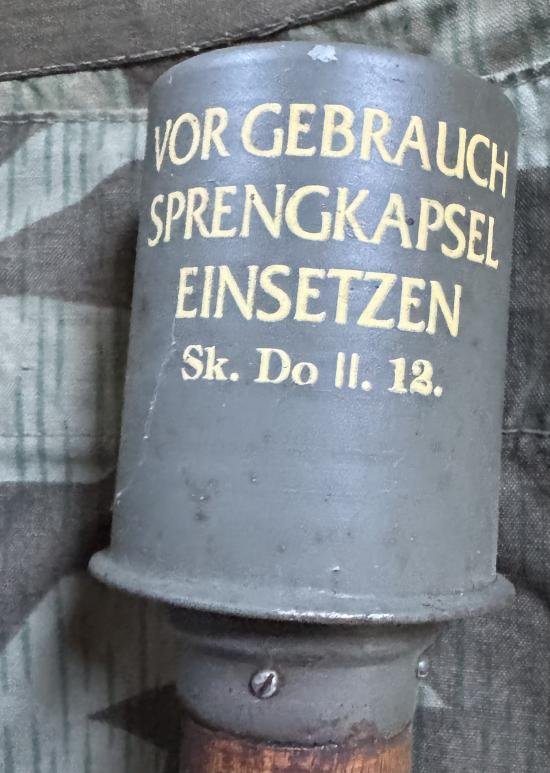 VOR GEBRAUCH
SPRENGKAPSEL
EINSETZEN
Sk. Do II. 12.